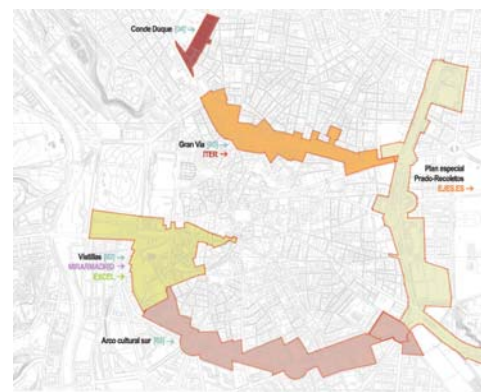 Conde Duque →
Gran Vía →
ITER →
Plan especial
Prado-Recoletos
EJES.ES →
Vistillas →
MIRARMADRID →
EXCEL →
Arco cultural sur →